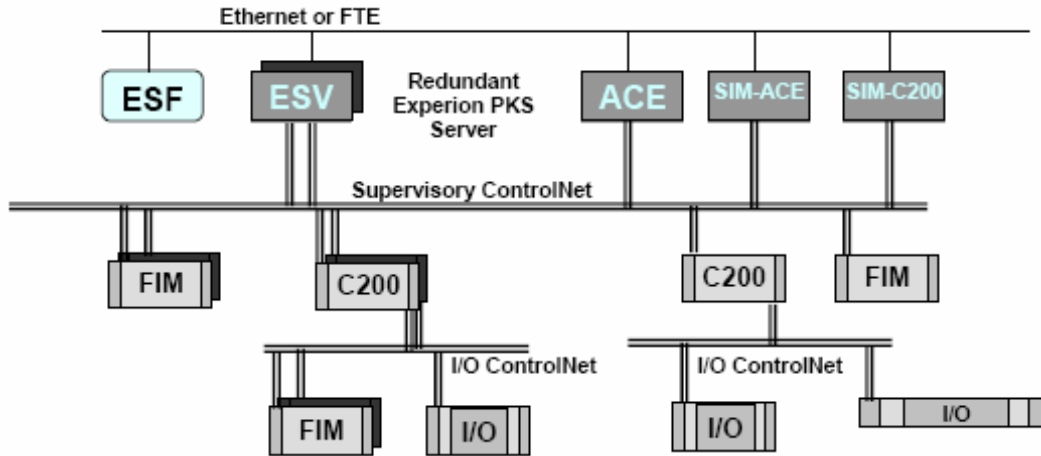 Ethernet or FTE
ESF
ESV
Redundant
Experion PKS
Server
ACE
SIM-ACE
SIM-C200
Supervisory ControlNet
FIM
C200
C200
FIM
I/O ControlNet
I/O ControlNet
FIM
I/O
I/O
I/O